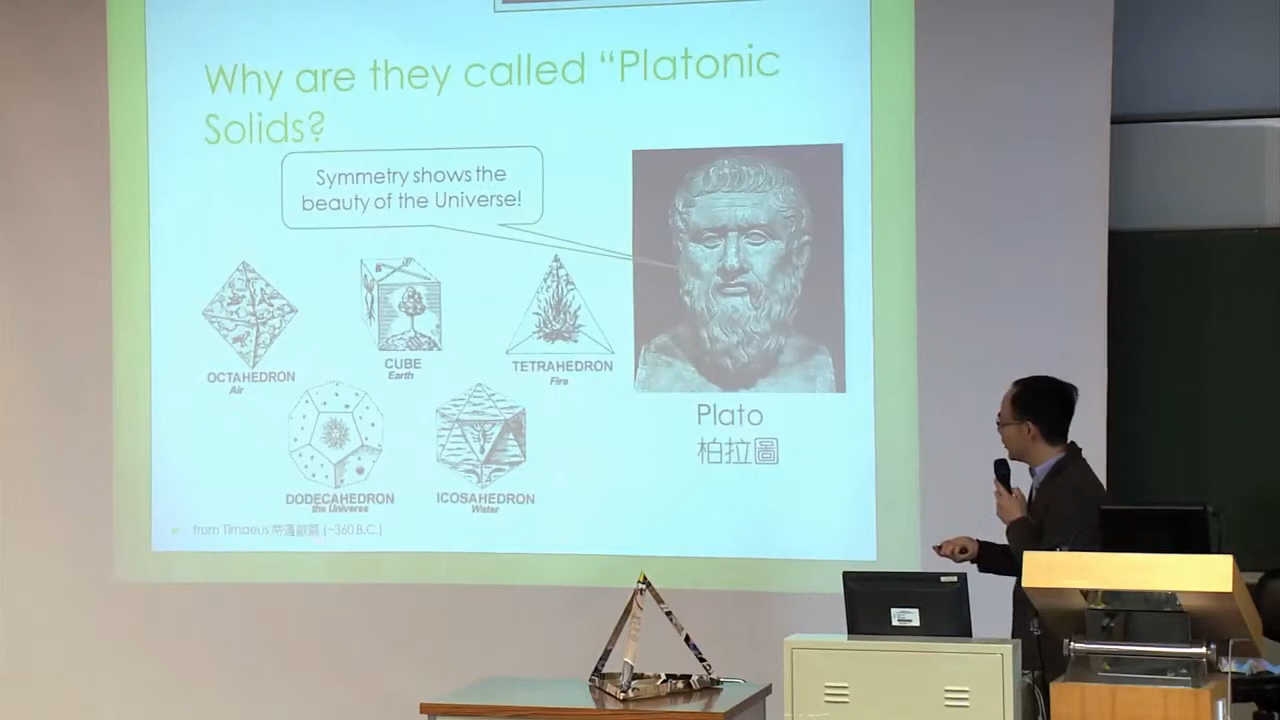 Why are they called “Platonic
Solids?
Symmetry shows the
beauty of the Universe!
OCTAHEDRON
Air
CUBE
Earth
TETRAHEDRON
Fire
DODECAHEDRON
the Universe
ICOSAHEDRON
Water
Plato
柏拉圖
from Timaeus 蒂邁歐篇 (~360 B.C.)